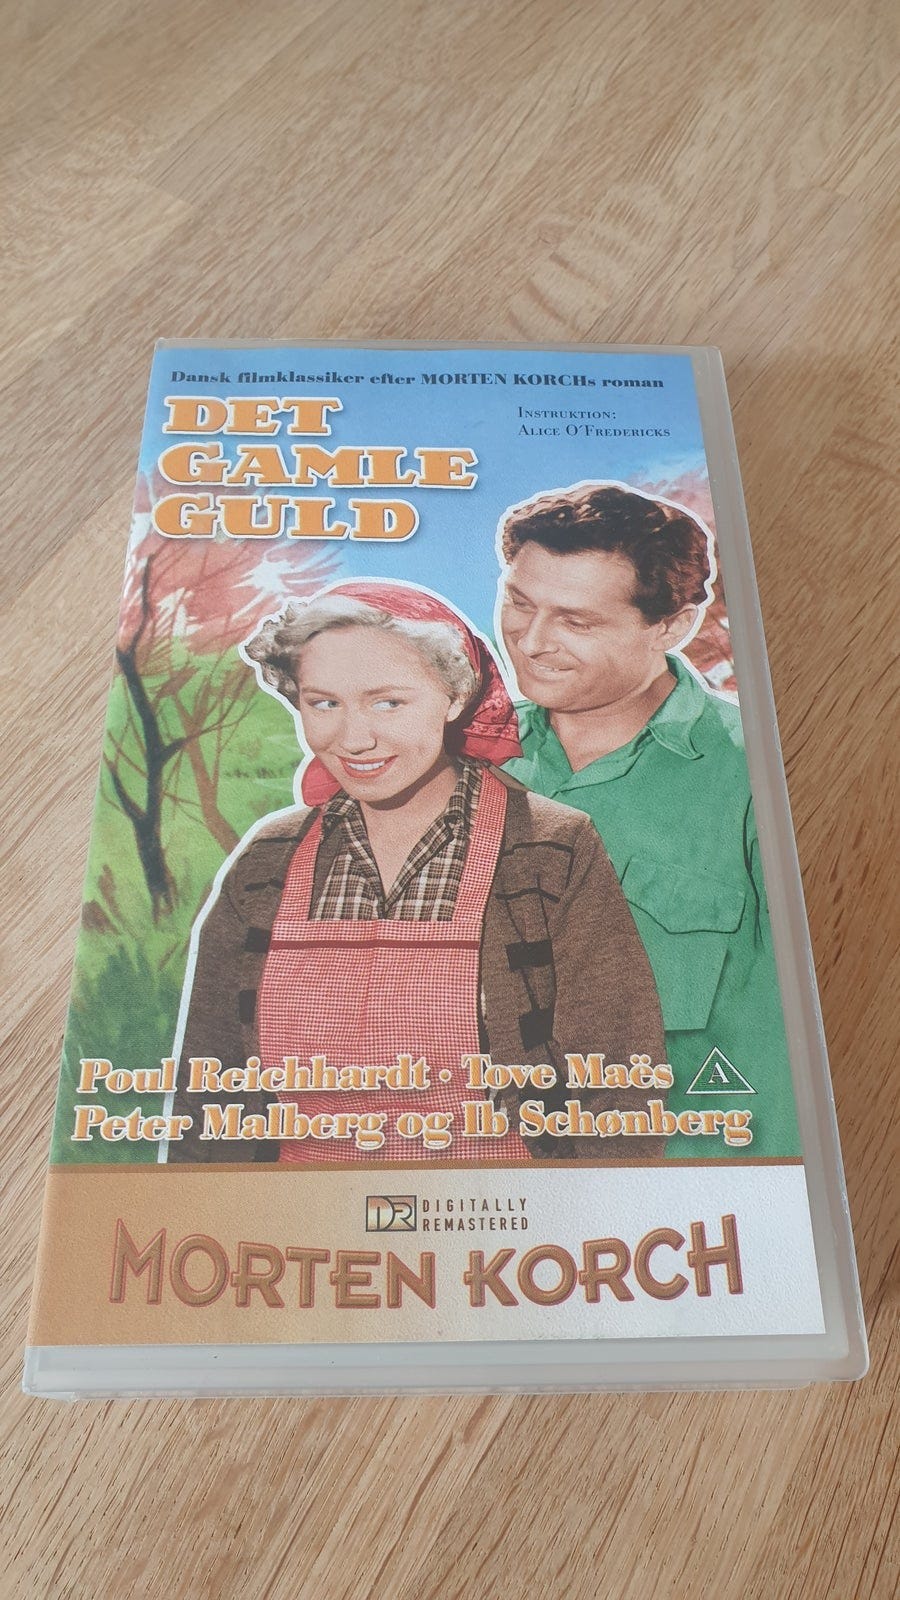 Dansk filmklassiker efter MORTEN KORCHs roman
DET
GAMLE
GULD
INSTRUKTION:
ALICE O'FREDERICKS
Poul Reichhardt • Tove Maës
A
Peter Malberg og Ib Schønberg
DR DIGITALLY
REMASTERED
MORTEN KORCH